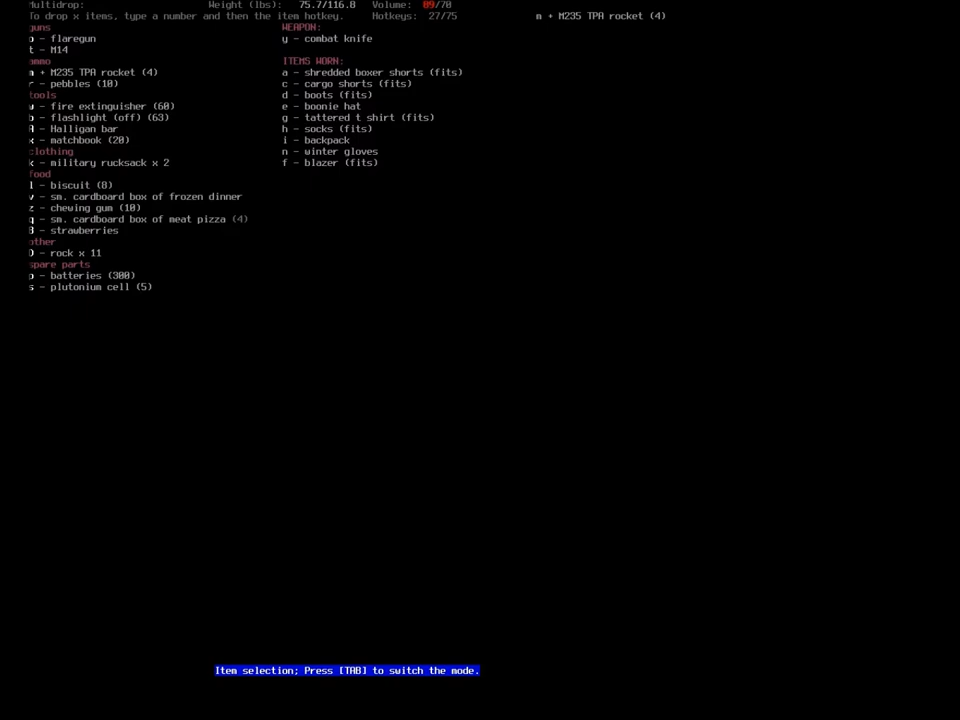 Multidrop: Weight (lbs): 75.7/116.8 Volume: 89/70
To drop x items, type a number and then the item hotkey. Hotkeys: 27/75 m + M235 TPA rocket (4)
guns WEAPON:
flaregun y - combat knife
t - M14
ammo ITEMS WORN:
m + M235 TPA rocket (4) a - shredded boxer shorts (fits)
r - pebbles (10) c - cargo shorts (fits)
tools d - boots (fits)
w - fire extinguisher (60) e - boonie hat
b - flashlight (off) (63) g - tattered t shirt (fits)
A - Halligan bar h - socks (fits)
x - matchbook (20) i - backpack
clothing n - winter gloves
k - military rucksack x 2 f - blazer (fits)
food
l - biscuit (8)
v - sm. cardboard box of frozen dinner
z - chewing gum (10)
q - sm. cardboard box of meat pizza (4)
B - strawberries
other
D - rock x 11
spare parts
batteries (300)
s - plutonium cell (5)
Item selection; Press [TAB] to switch the mode.